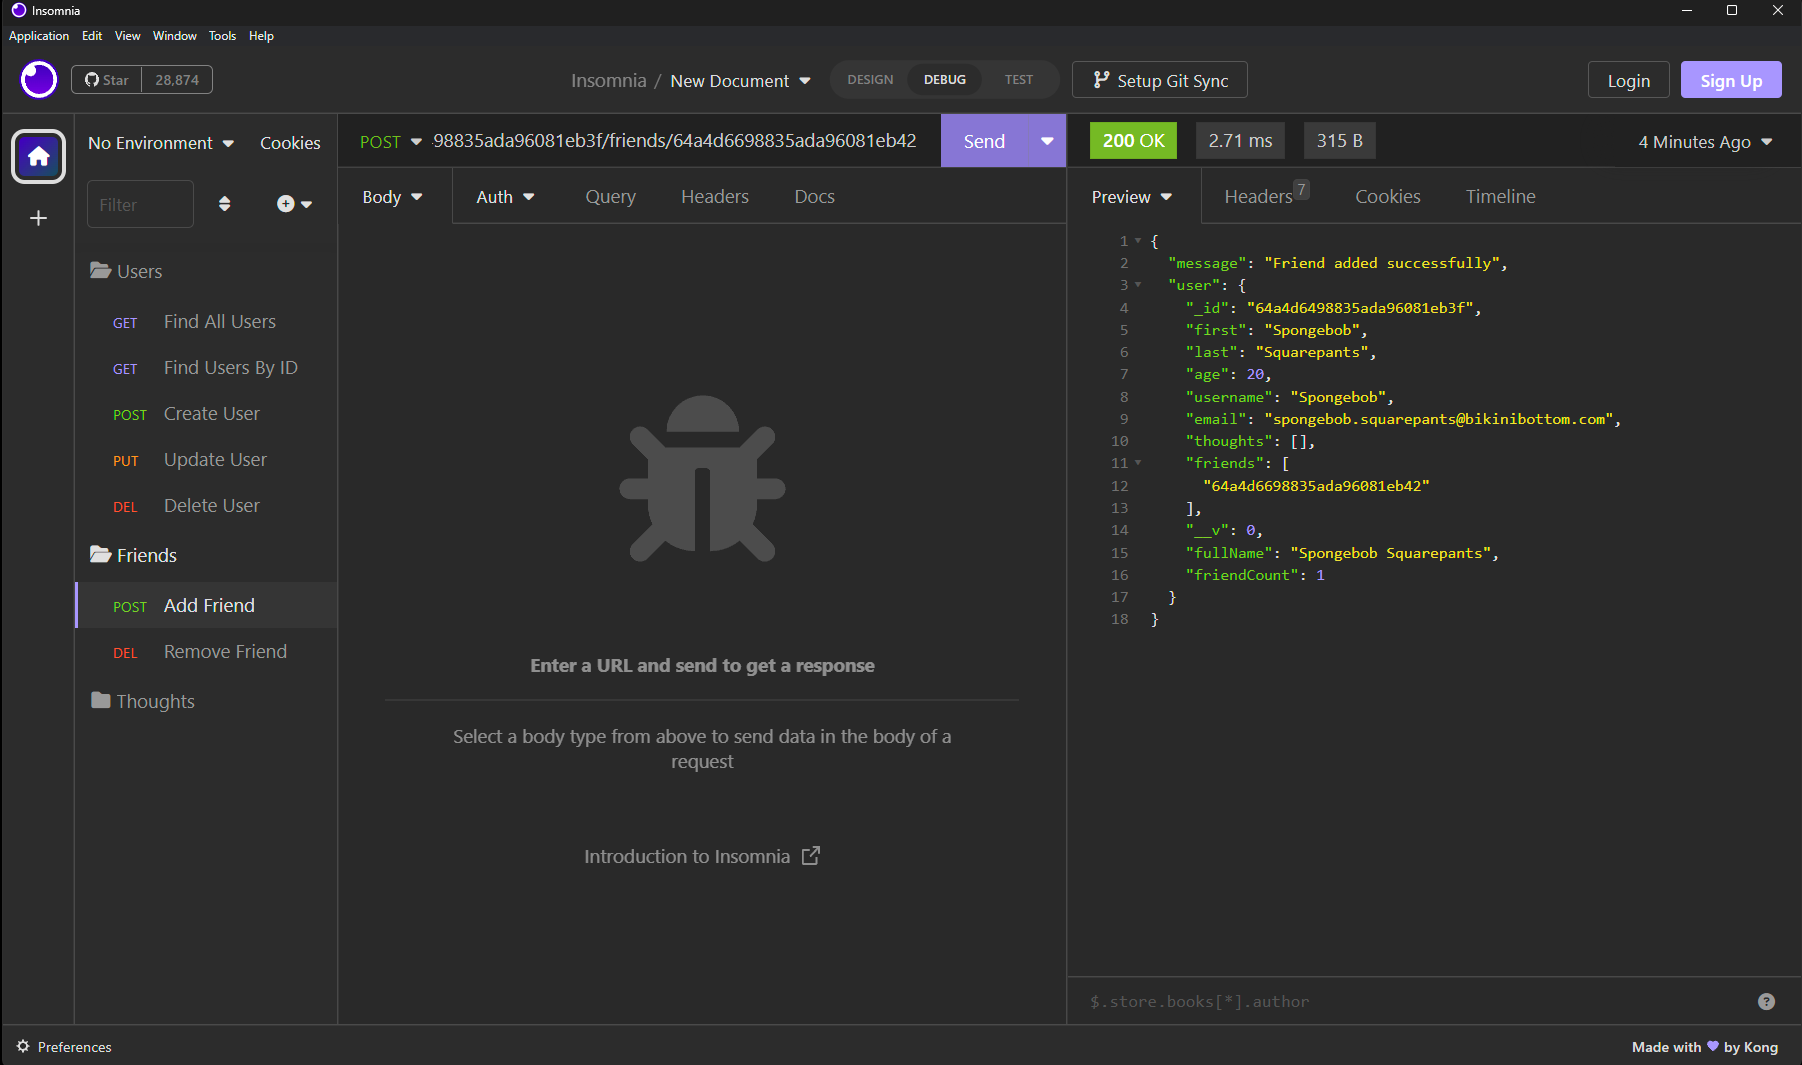 Insomnia
Application Edit View Window Tools Help
Star 28,874
Insomnia / New Document
DESIGN DEBUG TEST
Setup Git Sync
Login
Sign Up
No Environment
Cookies
Filter
Users
GET Find All Users
GET Find Users By ID
POST Create User
PUT Update User
DEL Delete User
Friends
POST Add Friend
DEL Remove Friend
Thoughts
POST 98835ada96081eb3f/friends/64a4d6698835ada96081eb42
Send
Body Auth Query Headers Docs
Enter a URL and send to get a response
Select a body type from above to send data in the body of a
request
Introduction to Insomnia
200 OK 2.71 ms 315 B
4 Minutes Ago
Preview Headers 7 Cookies Timeline
1 {
2 "message": "Friend added successfully",
3 "user": {
4 "_id": "64a4d6498835ada96081eb3f",
5 "first": "Spongebob",
6 "last": "Squarepants",
7 "age": 20,
8 "username": "Spongebob",
9 "email": "spongebob.squarepants@bikinibottom.com",
10 "thoughts": [],
11 "friends": [
12 "64a4d6698835ada96081eb42"
13 ],
14 "__v": 0,
15 "fullName": "Spongebob Squarepants",
16 "friendCount": 1
17 }
18 }
$.store.books[*].author
?
Preferences
Made with 💜 by Kong